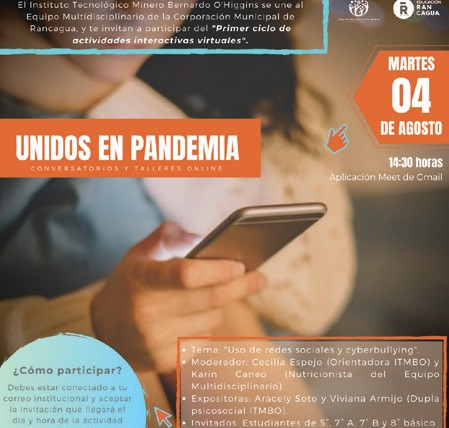 El Instituto Tecnológico Minero Bernardo O'Higgins se une al
Equipo Multidisciplinario de la Corporación Municipal de
Rancagua, y te invitan a participar del "Primer ciclo de
actividades interactivas virtuales".
EDUCACIÓN
RAN
CAGUA
MARTES
04
DE AGOSTO
UNIDOS EN PANDEMIA
CONVERSATORIOS Y TALLERES ONLINE
14:30 horas
Aplicación Meet de Gmail
¿Cómo participar?
Debes estar conectado a tu
correo institucional y aceptar
la invitación que llegará el
día y hora de la actividad
• Tema: "Uso de redes sociales y cyberbullying".
• Moderador: Cecilia Espejo (Orientadora ITMBO) y
Karin Caneo (Nutricionista del Equipo
Multidisciplinario).
• Expositoras: Aracely Soto y Viviana Armijo (Dupla
psicosocial ITMBO).
• Invitados: Estudiantes de 5°, 7° A, 7° B y 8° básico